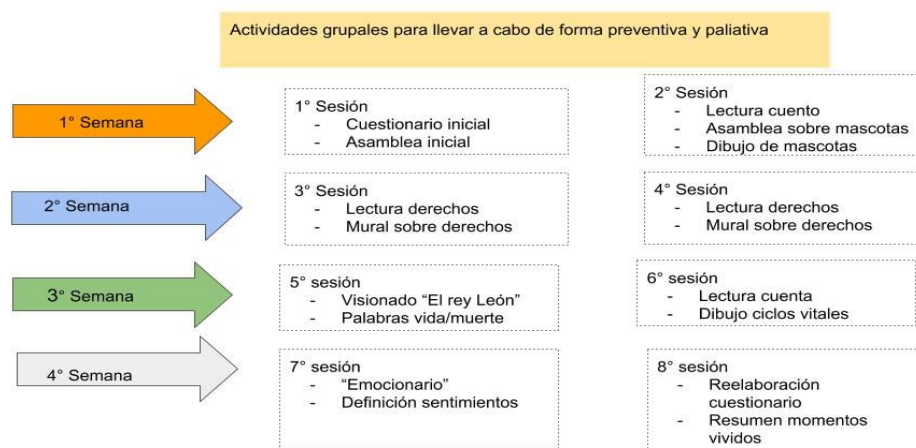 Actividades grupales para llevar a cabo de forma preventiva y paliativa
1° Semana
1° Sesión
- Cuestionario inicial
- Asamblea inicial
2° Sesión
- Lectura cuento
- Asamblea sobre mascotas
- Dibujo de mascotas
2° Semana
3° Sesión
- Lectura derechos
- Mural sobre derechos
4° Sesión
- Lectura derechos
- Mural sobre derechos
3° Semana
5° sesión
- Visionado “El rey León”
- Palabras vida/muerte
6° sesión
- Lectura cuenta
- Dibujo ciclos vitales
4° Semana
7° sesión
- “Emocionario”
- Definición sentimientos
8° sesión
- Reelaboración
cuestionario
- Resumen momentos
vividos